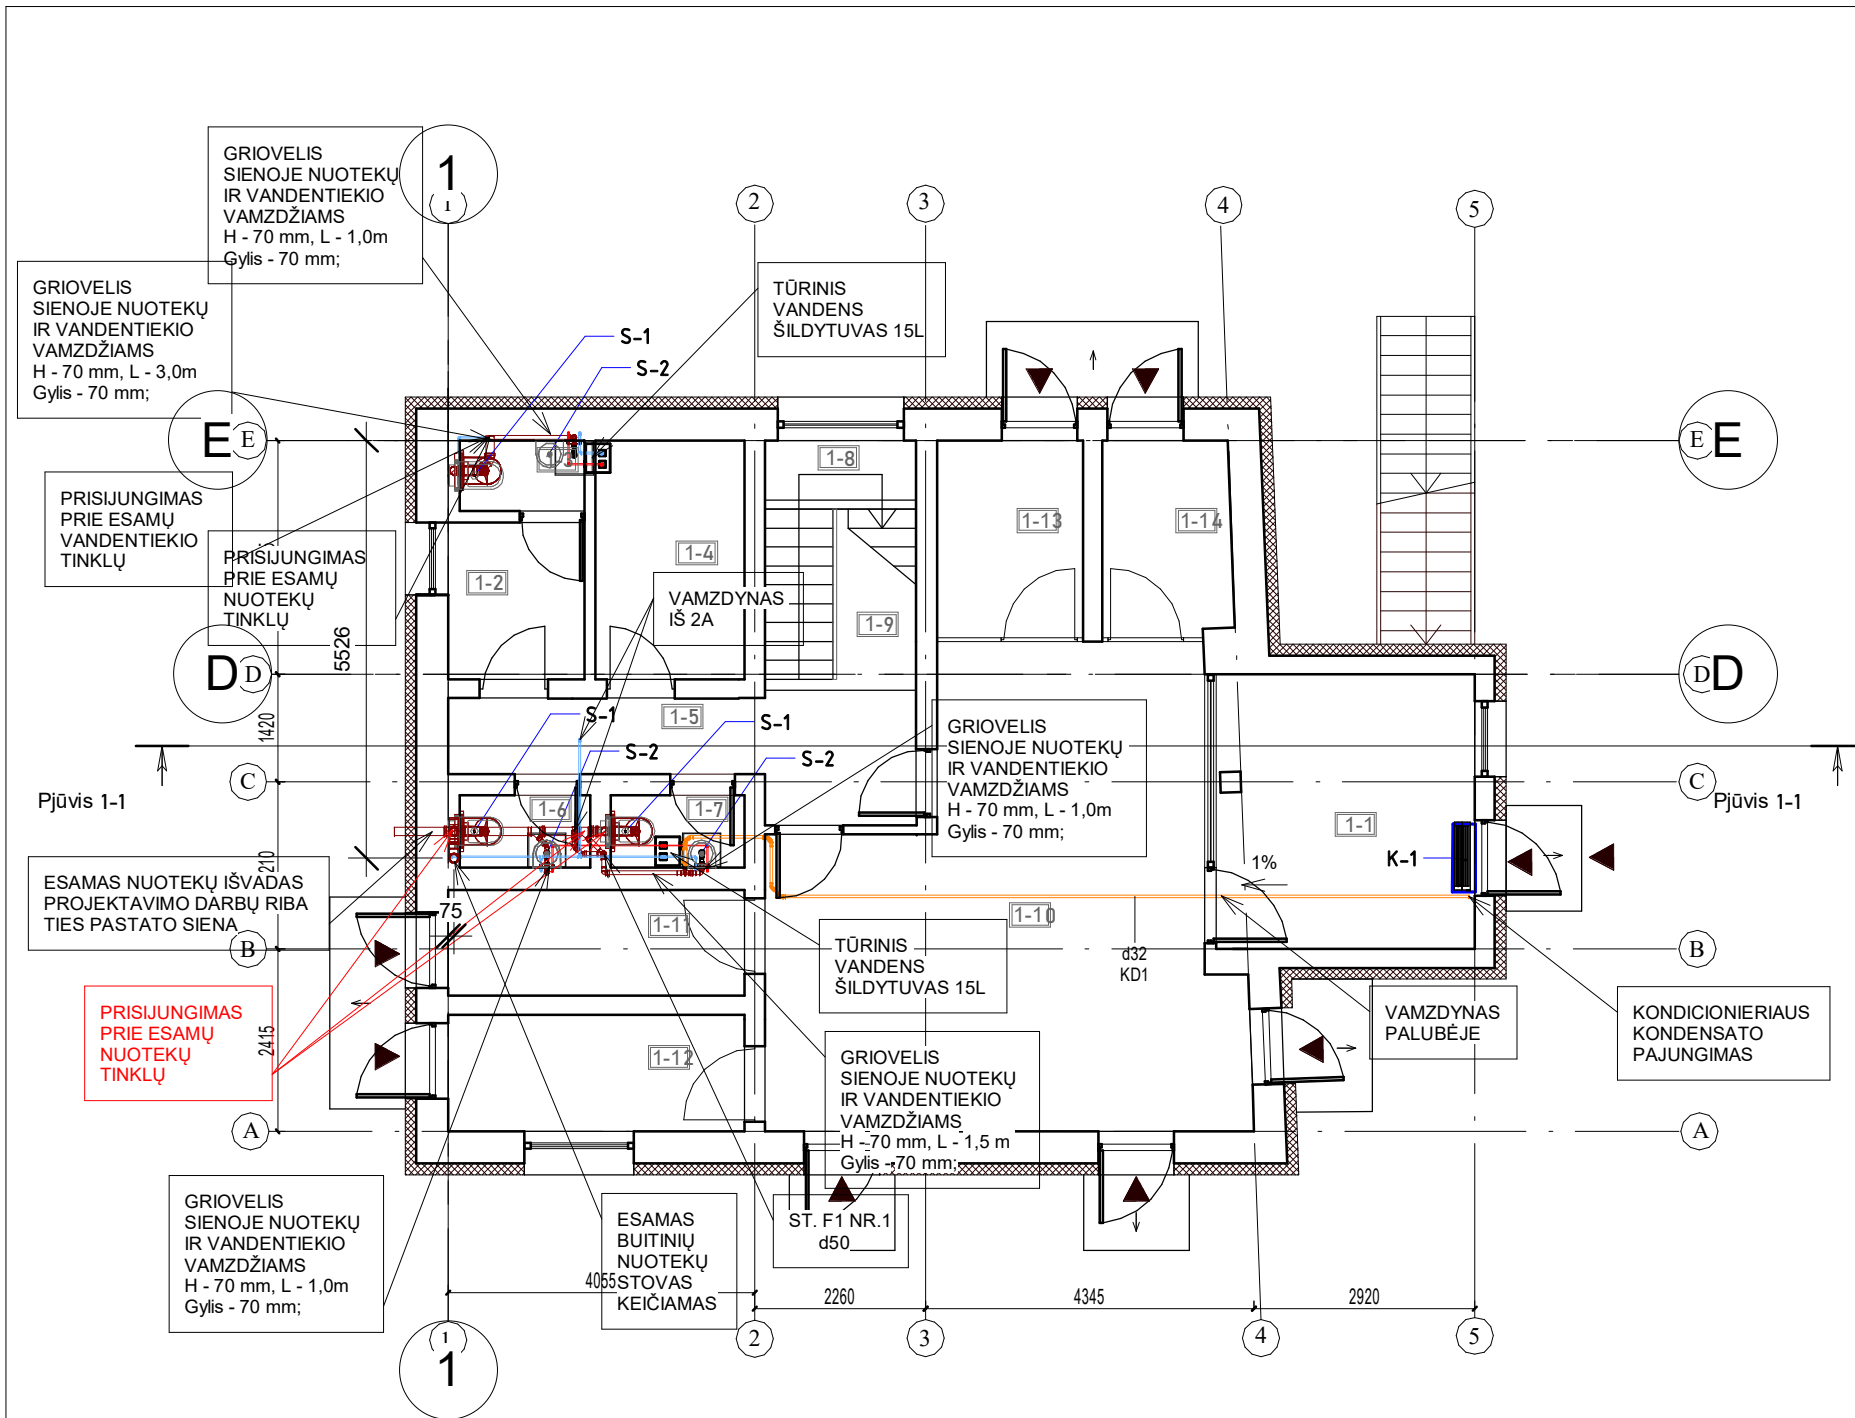 GRIOVELIS
SIENOJE NUOTEKŲ
IR VANDENTIEKIO
VAMZDŽIAMS
H - 70 mm, L - 1,0m
Gylis - 70 mm;
1
1
2
3
4
5
GRIOVELIS
SIENOJE NUOTEKŲ
IR VANDENTIEKIO
VAMZDŽIAMS
H - 70 mm, L - 3,0m
Gylis - 70 mm;
TŪRINIS
VANDENS
ŠILDYTUVAS 15L
S-1
S-2
E
E
E
E
1-8
PRISIJUNGIMAS
PRIE ESAMŲ
VANDENTIEKIO
TINKLŲ
PRISIJUNGIMAS
PRIE ESAMŲ
NUOTEKŲ
TINKLŲ
1-13
1-14
1-4
1-2
VAMZDYNAS
IŠ 2A
1-9
5526
D
D
D
D
1420
S-1
1-5
S-1
S-2
S-2
GRIOVELIS
SIENOJE NUOTEKŲ
IR VANDENTIEKIO
VAMZDŽIAMS
H - 70 mm, L - 1,0m
Gylis - 70 mm;
Pjūvis 1-1
C
C
Pjūvis 1-1
1-6
1-7
1-1
K-1
1%
2210
ESAMAS NUOTEKŲ IŠVADAS
PROJEKTAVIMO DARBŲ RIBA
TIES PASTATO SIENA
75
1-11
1-10
B
B
TŪRINIS
VANDENS
ŠILDYTUVAS 15L
d32
KD1
PRISIJUNGIMAS
PRIE ESAMŲ
NUOTEKŲ
TINKLŲ
2415
VAMZDYNAS
PALUBĖJE
KONDICIONIERIAUS
KONDENSATO
PAJUNGIMAS
1-12
GRIOVELIS
SIENOJE NUOTEKŲ
IR VANDENTIEKIO
VAMZDŽIAMS
H - 70 mm, L - 1,5 m
Gylis - 70 mm;
A
A
GRIOVELIS
SIENOJE NUOTEKŲ
IR VANDENTIEKIO
VAMZDŽIAMS
H - 70 mm, L - 1,0m
Gylis - 70 mm;
ESAMAS
BUITINIŲ
NUOTEKŲ
STOVAS
KEIČIAMAS
ST. F1 NR.1
d50
4055
2260
4345
2920
1
1
2
3
4
5